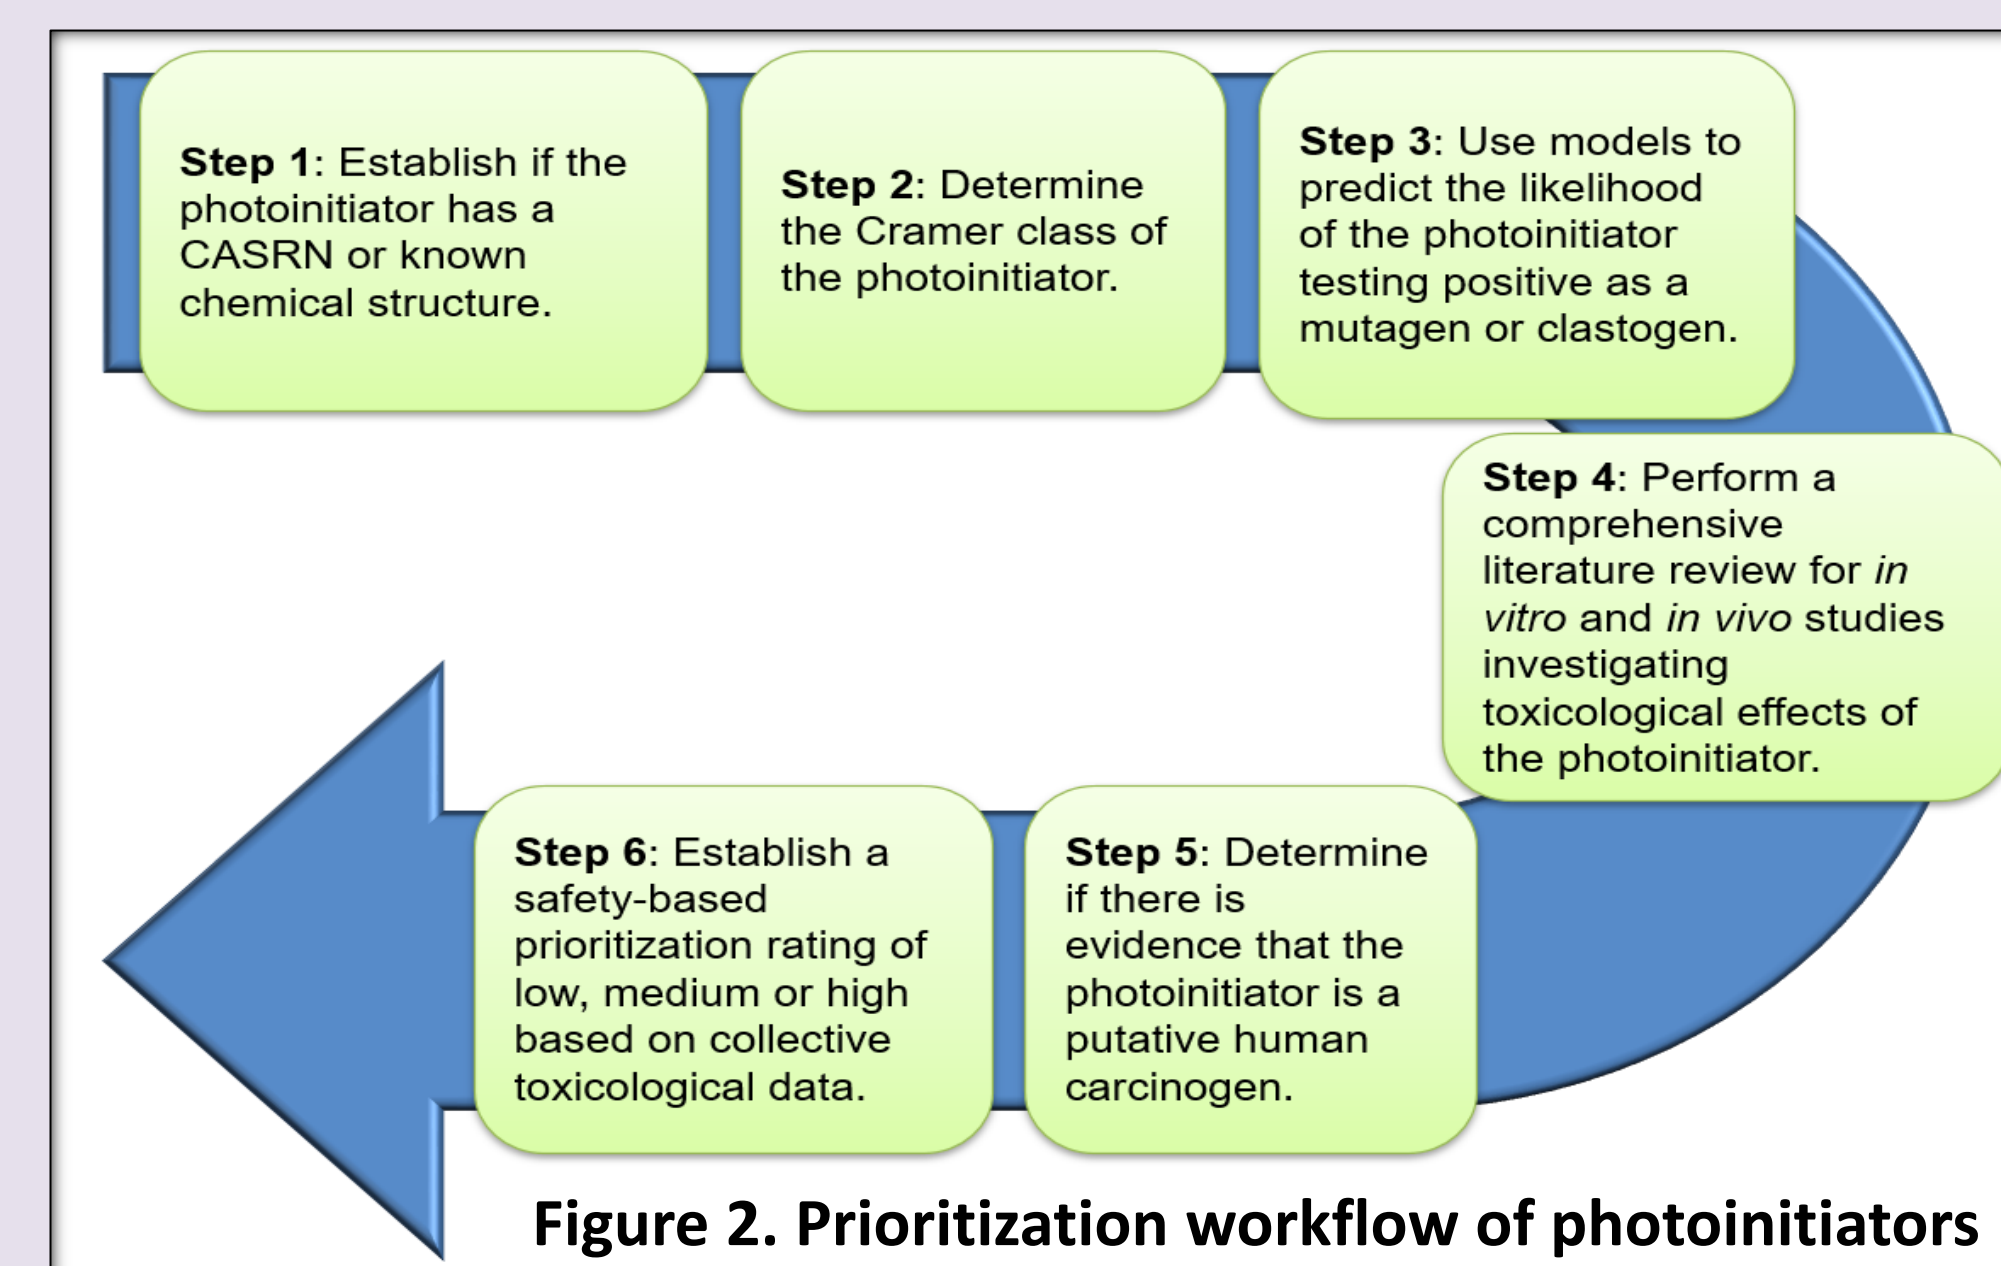 Step 1: Establish if the
photoinitiator has a
CASRN or known
chemical structure.
Step 2: Determine
the Cramer class of
the photoinitiator.
Step 3: Use models to
predict the likelihood
of the photoinitiator
testing positive as a
mutagen or clastogen.
Step 4: Perform a
comprehensive
literature review for in
vitro and in vivo studies
investigating
toxicological effects of
the photoinitiator.
Step 5: Determine
if there is
evidence that the
photoinitiator is a
putative human
carcinogen.
Step 6: Establish a
safety-based
prioritization rating of
low, medium or high
based on collective
toxicological data.
Figure 2. Prioritization workflow of photoinitiators